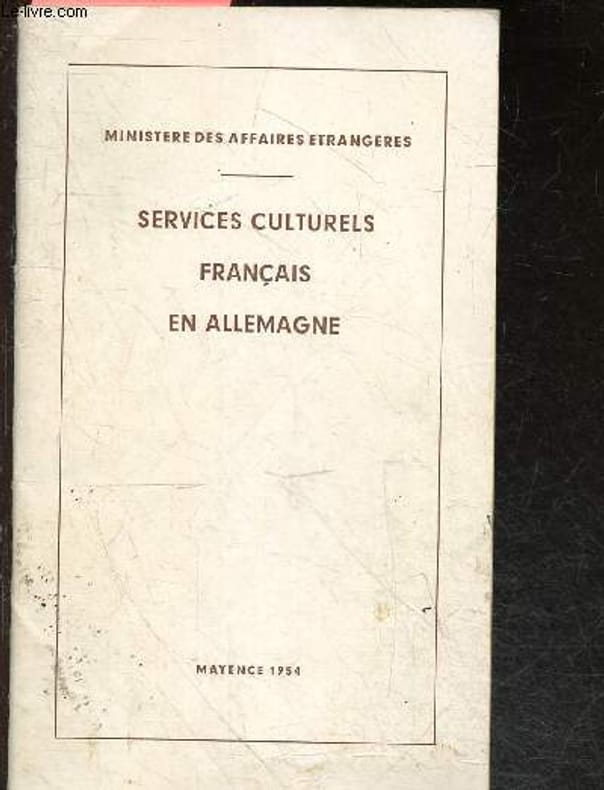 Le-livre.com
MINISTERE DES AFFAIRES ETRANGERES
SERVICES CULTURELS
FRANÇAIS
EN ALLEMAGNE
MAYENCE 1954